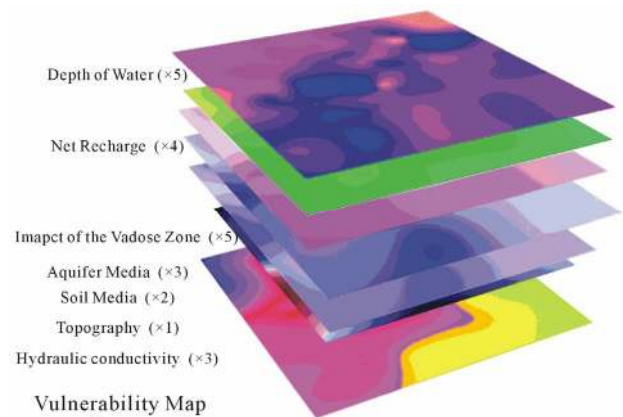 Depth of Water (×5)
Net Recharge (×4)
Imapct of the Vadose Zone (×5)
Aquifer Media (×3)
Soil Media (×2)
Topography (×1)
Hydraulic conductivity (×3)
Vulnerability Map